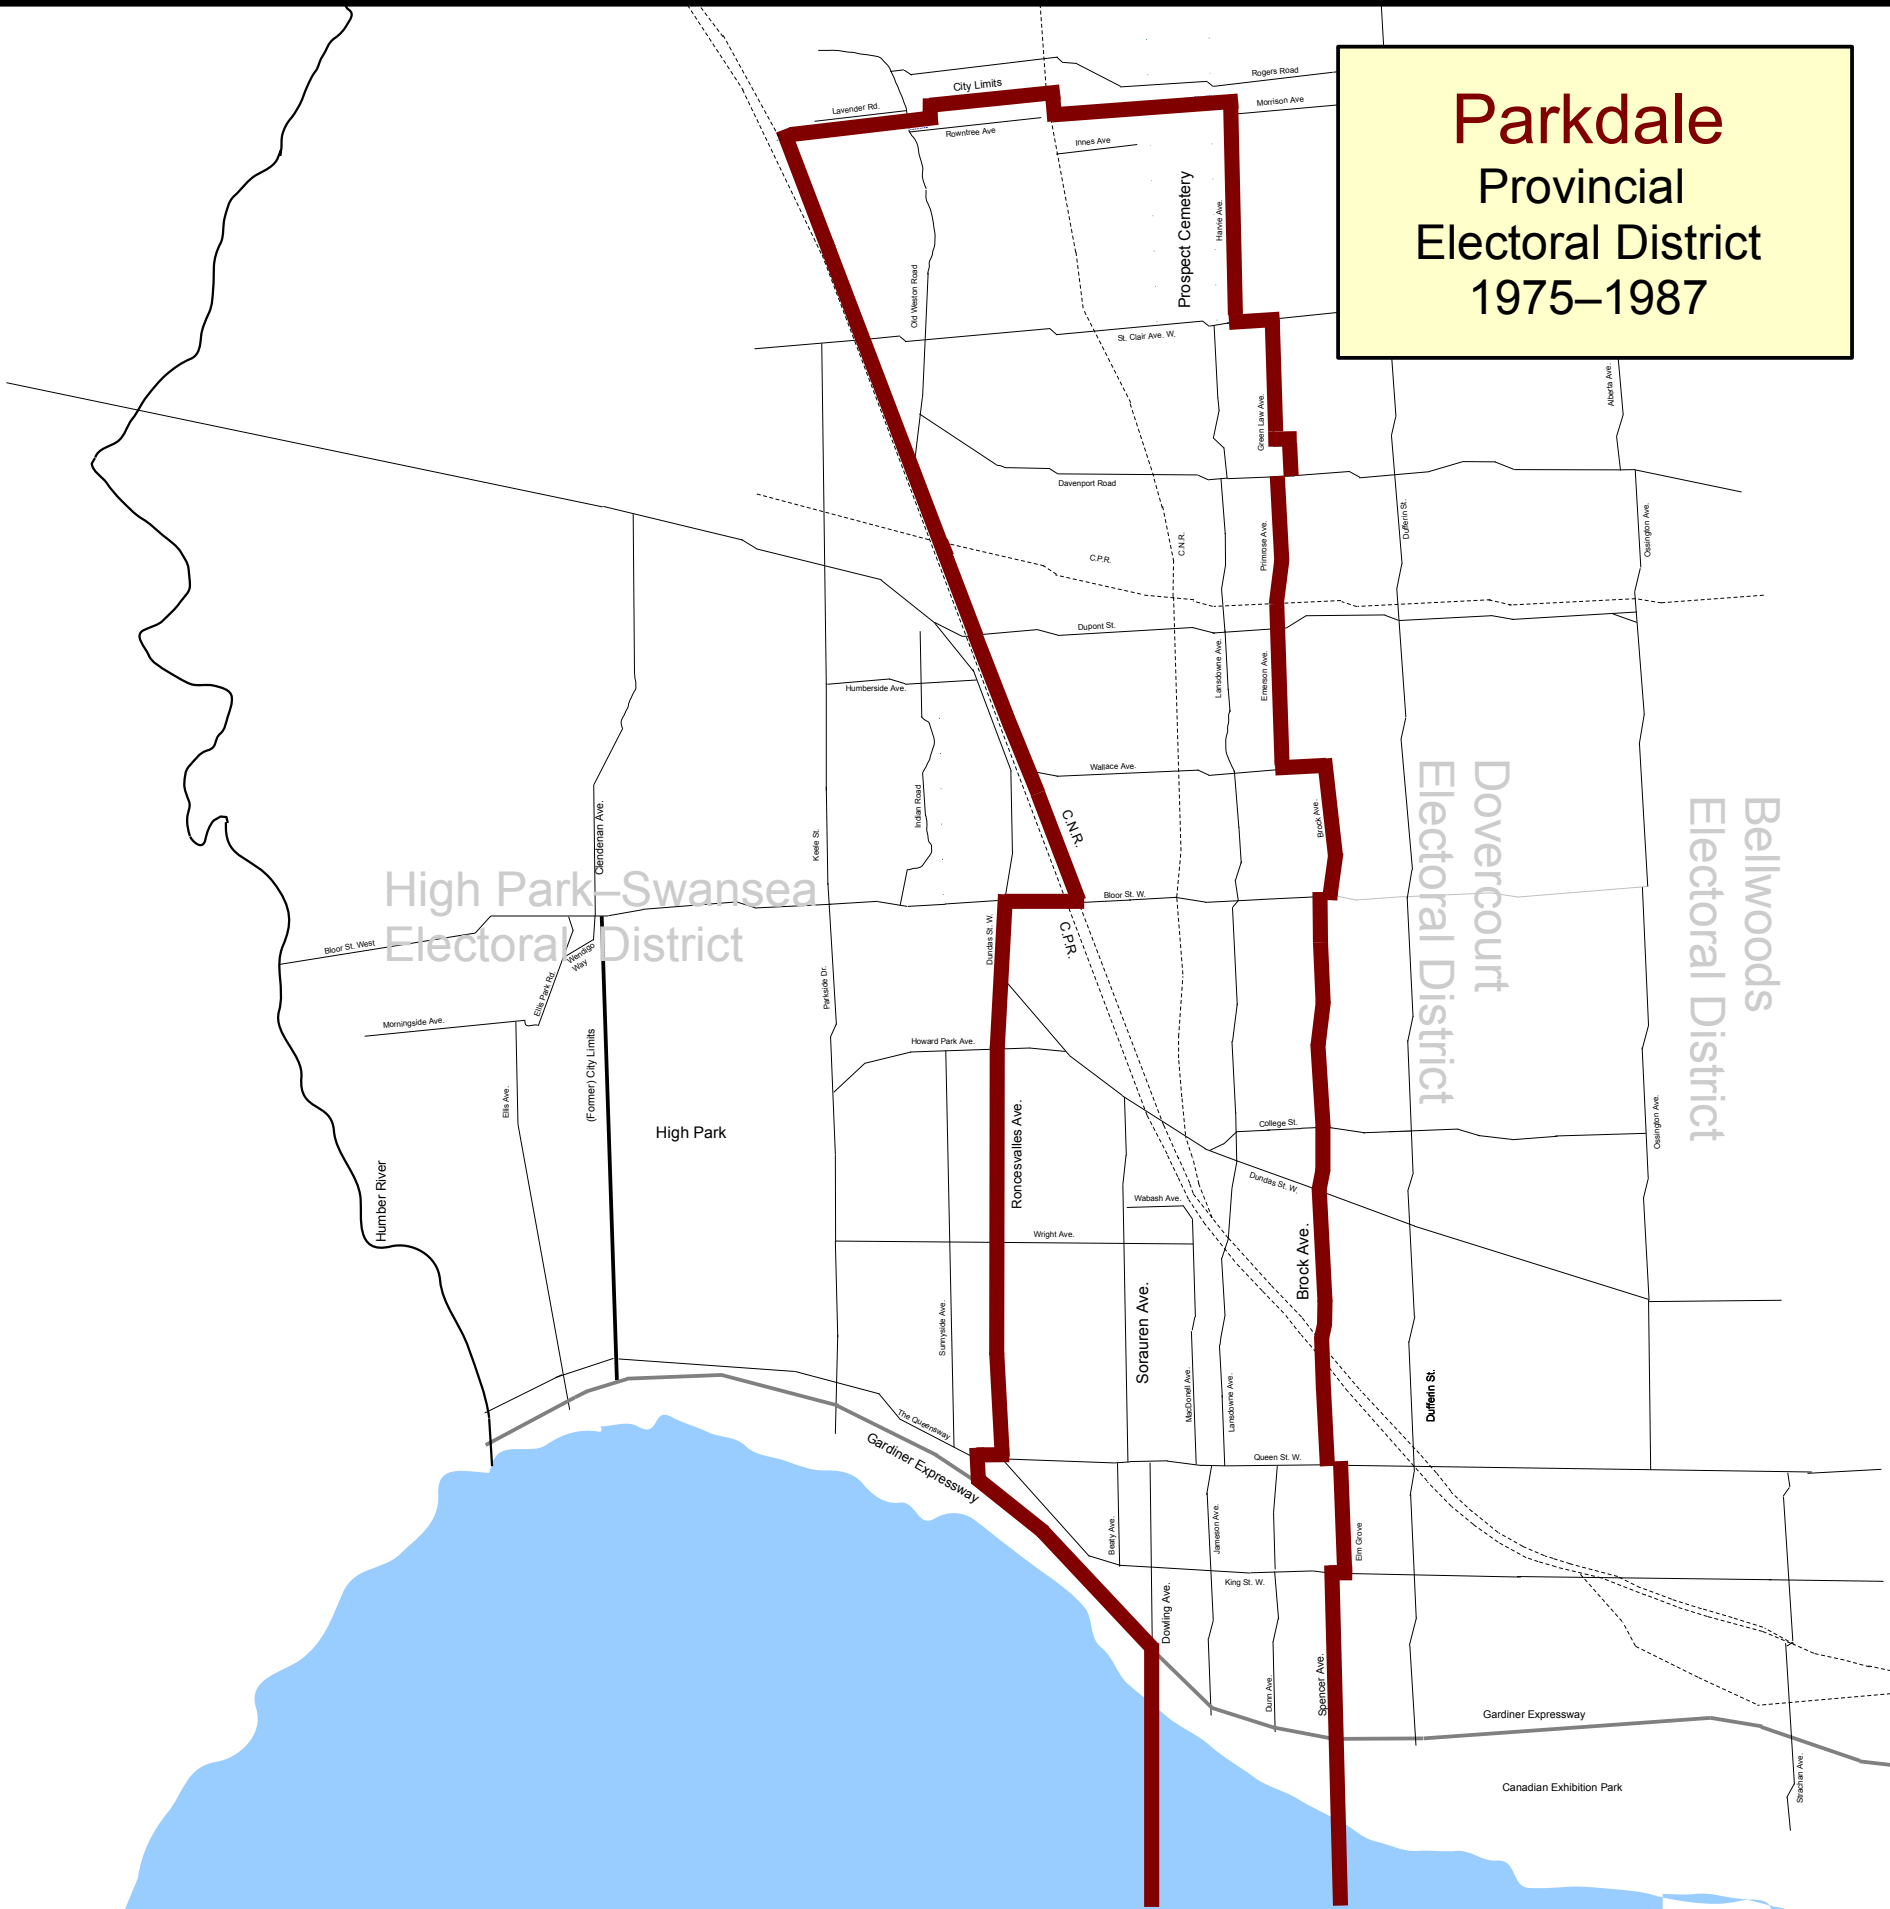 Parkdale
Provincial
Electoral District
1975–1987
Rogers Road
City Limits
Lavender Rd.
Morrison Ave
Rowntree Ave
Innes Ave
Prospect Cemetery
Harvie Ave.
Old Weston Road
St. Clair Ave. W.
Green Law Ave.
Alberta Ave.
Davenport Road
Dufferin St.
Ossington Ave.
Primrose Ave.
C.N.R.
C.P.R.
Dupont St.
Lansdowne Ave.
Emerson Ave.
Humberside Ave.
Wallace Ave.
Indian Road
Keele St.
Clendenan Ave.
C.N.R.
Brock Ave
Dovercourt
Electoral District
Bellwoods
Electoral District
High Park–Swansea
Electoral District
Bloor St. W.
Bloor St. West
Wendigo
Way
Ellis Park Rd.
Dundas St. W.
C.P.R.
Parkside Dr.
Morningside Ave.
(Former) City Limits
Howard Park Ave.
Ellis Ave.
High Park
Roncesvalles Ave.
College St.
Ossington Ave.
Humber River
Dundas St. W.
Wabash Ave.
Wright Ave.
Brock Ave.
Sunnyside Ave.
Sorauren Ave.
MacDonell Ave.
Lansdowne Ave.
Dufferin St.
The Queensway
Gardiner Expressway
Queen St. W.
Beaty Ave.
Jameson Ave.
Elm Grove
King St. W.
Dowling Ave.
Dunn Ave.
Spencer Ave.
Gardiner Expressway
Canadian Exhibition Park
Strachan Ave.